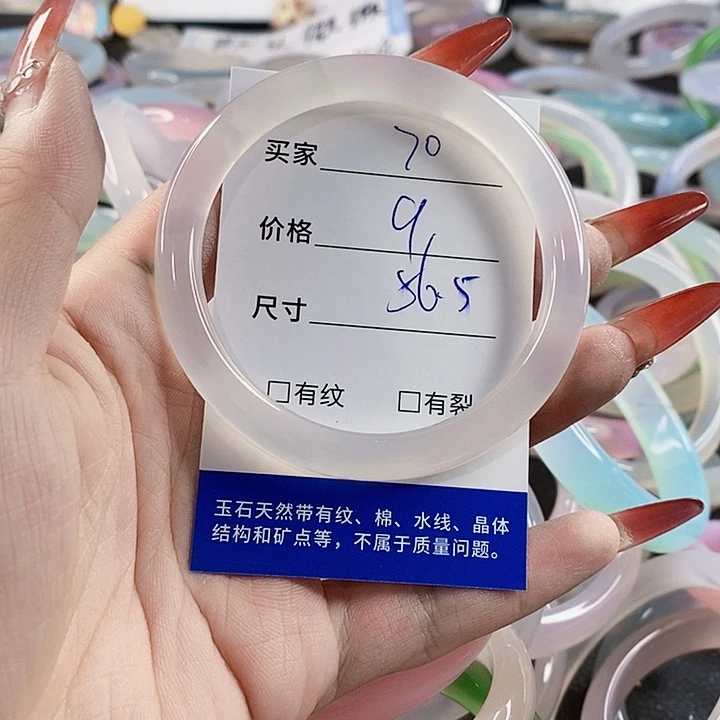 买家 70
价格 9
尺寸 56.5
☐有纹 ☐有裂
玉石天然带有纹、棉、水线、晶体
结构和矿点等，不属于质量问题。